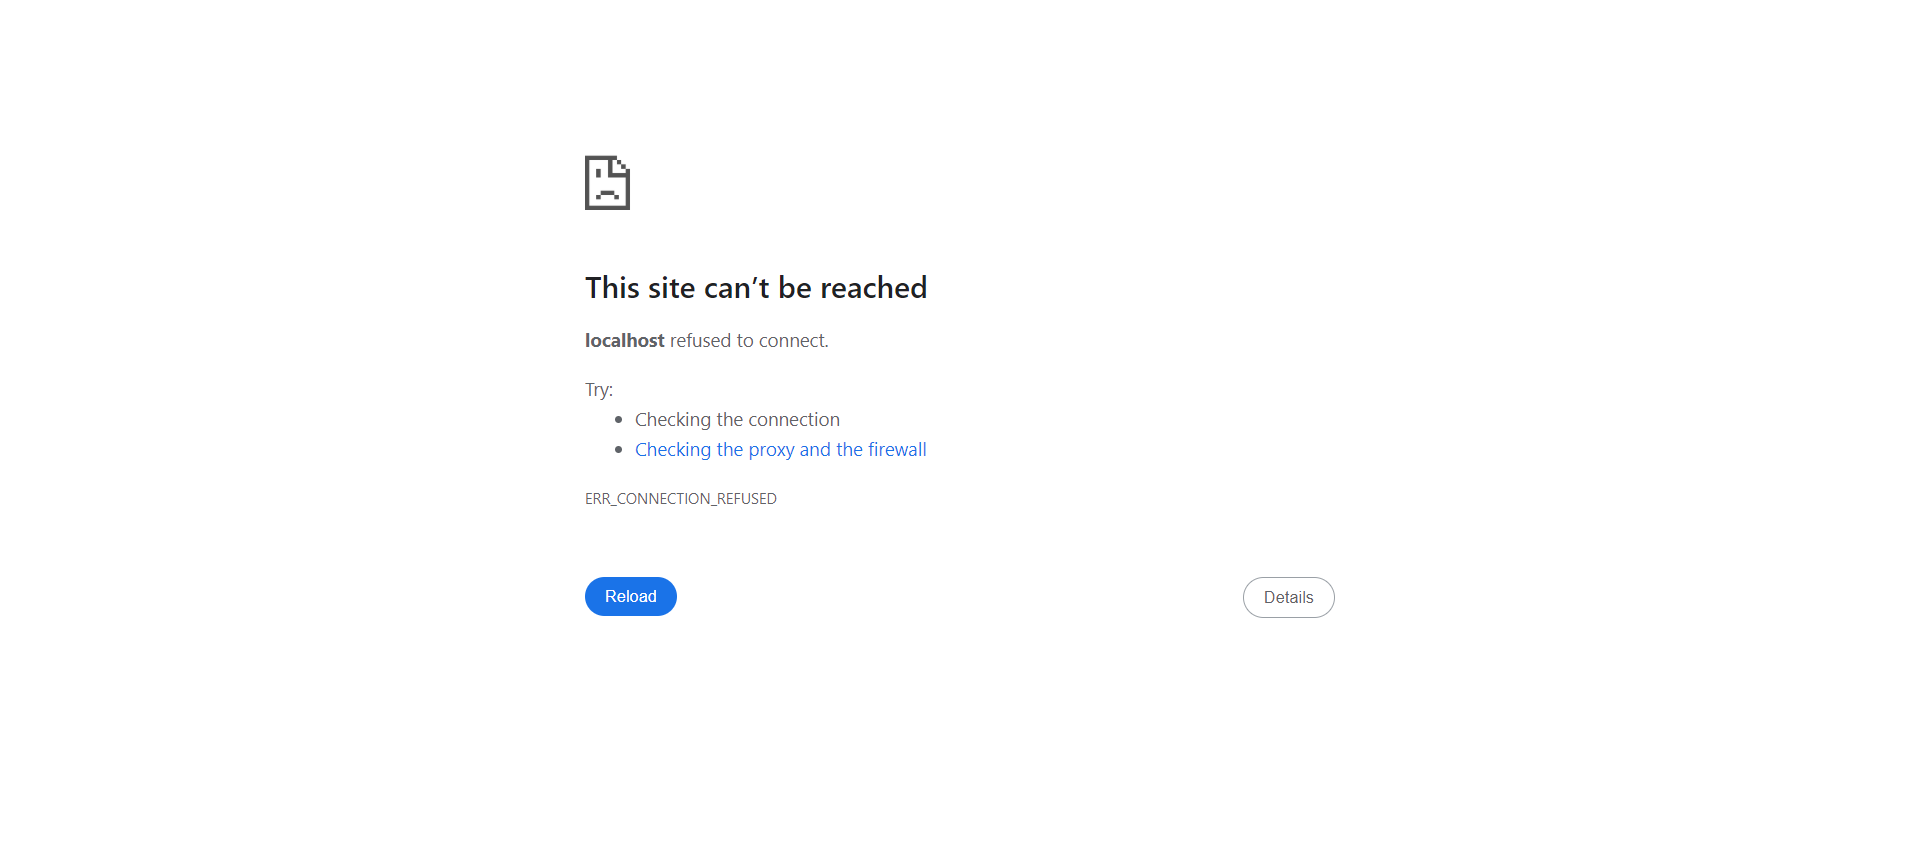 This site can’t be reached
localhost refused to connect.
Try:
Checking the connection
Checking the proxy and the firewall
ERR_CONNECTION_REFUSED
Reload
Details